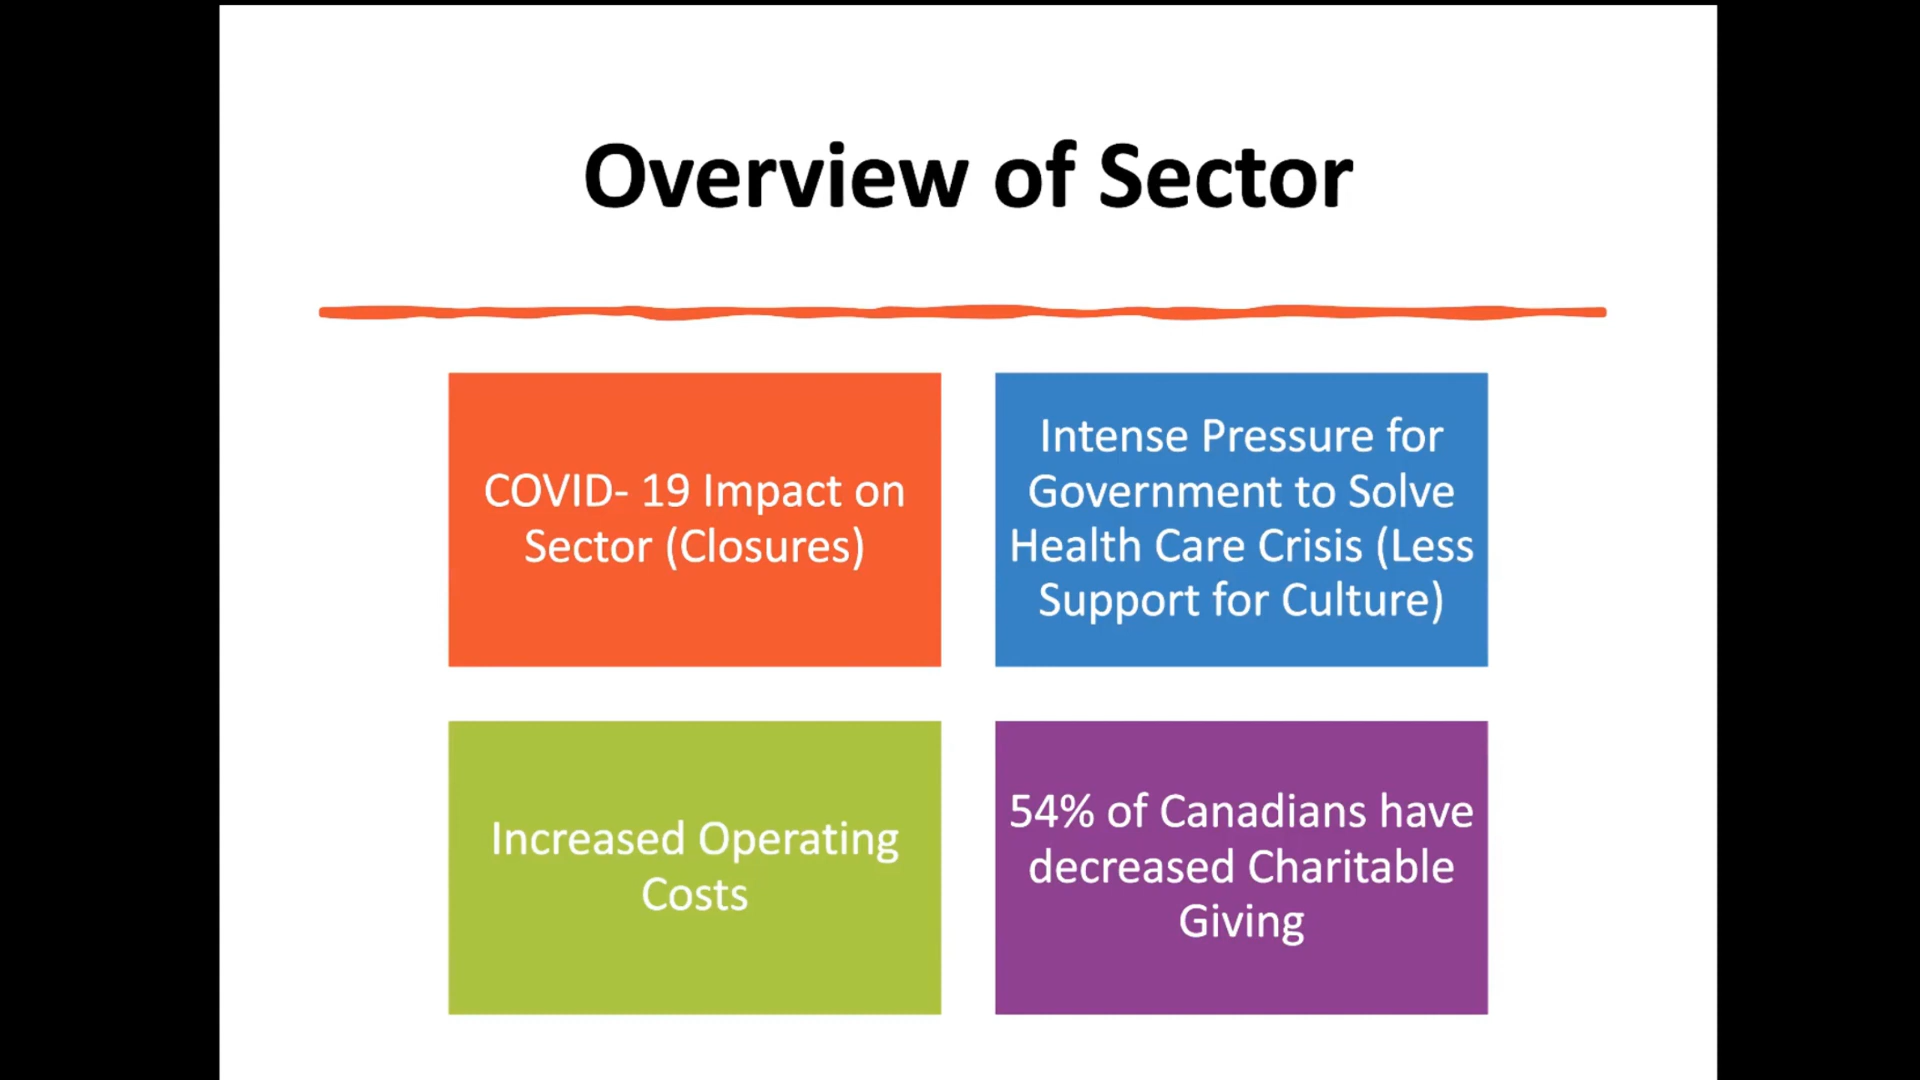 Overview of Sector
COVID- 19 Impact on
Sector (Closures)
Intense Pressure for
Government to Solve
Health Care Crisis (Less
Support for Culture)
Increased Operating
Costs
54% of Canadians have
decreased Charitable
Giving